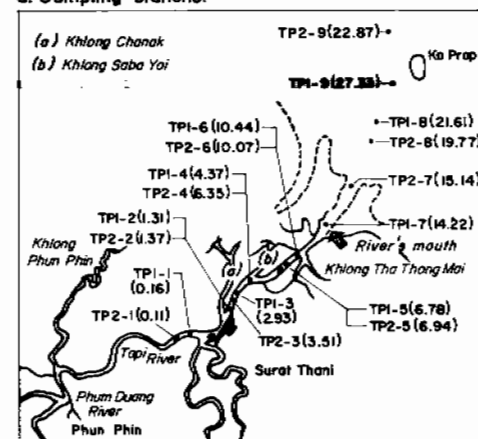 (a) Khlong Chanak
(b) Khlong Saba Yoi
TP2-9(22.87)
Ko Prap
TP1-9(27.33)
TP1-6(10.44)
TP2-6(10.07)
TP1-8(21.61)
TP2-8(19.77)
TP1-4(4.37)
TP2-4(6.35)
TP2-7(15.14)
TP1-2(1.31)
TP2-2(1.37)
TP1-7(14.22)
River's mouth
Khlong
Phun Phin
(a)
(b)
Khlong Tha Thong Mai
TP1-1
(0.16)
TP1-3
(2.93)
TP1-5(6.78)
TP2-5(6.94)
TP2-1(0.11)
TP2-3(3.51)
Tapi
River
Surat Thani
Phum Duang
River
Phun Phin